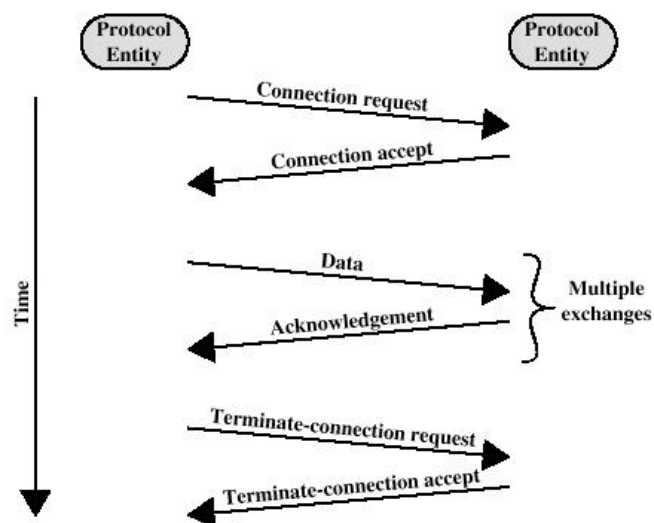 Protocol
Entity
Protocol
Entity
Connection request
Connection accept
Time
Data
Acknowledgement
Multiple
exchanges
Terminate-connection request
Terminate-connection accept